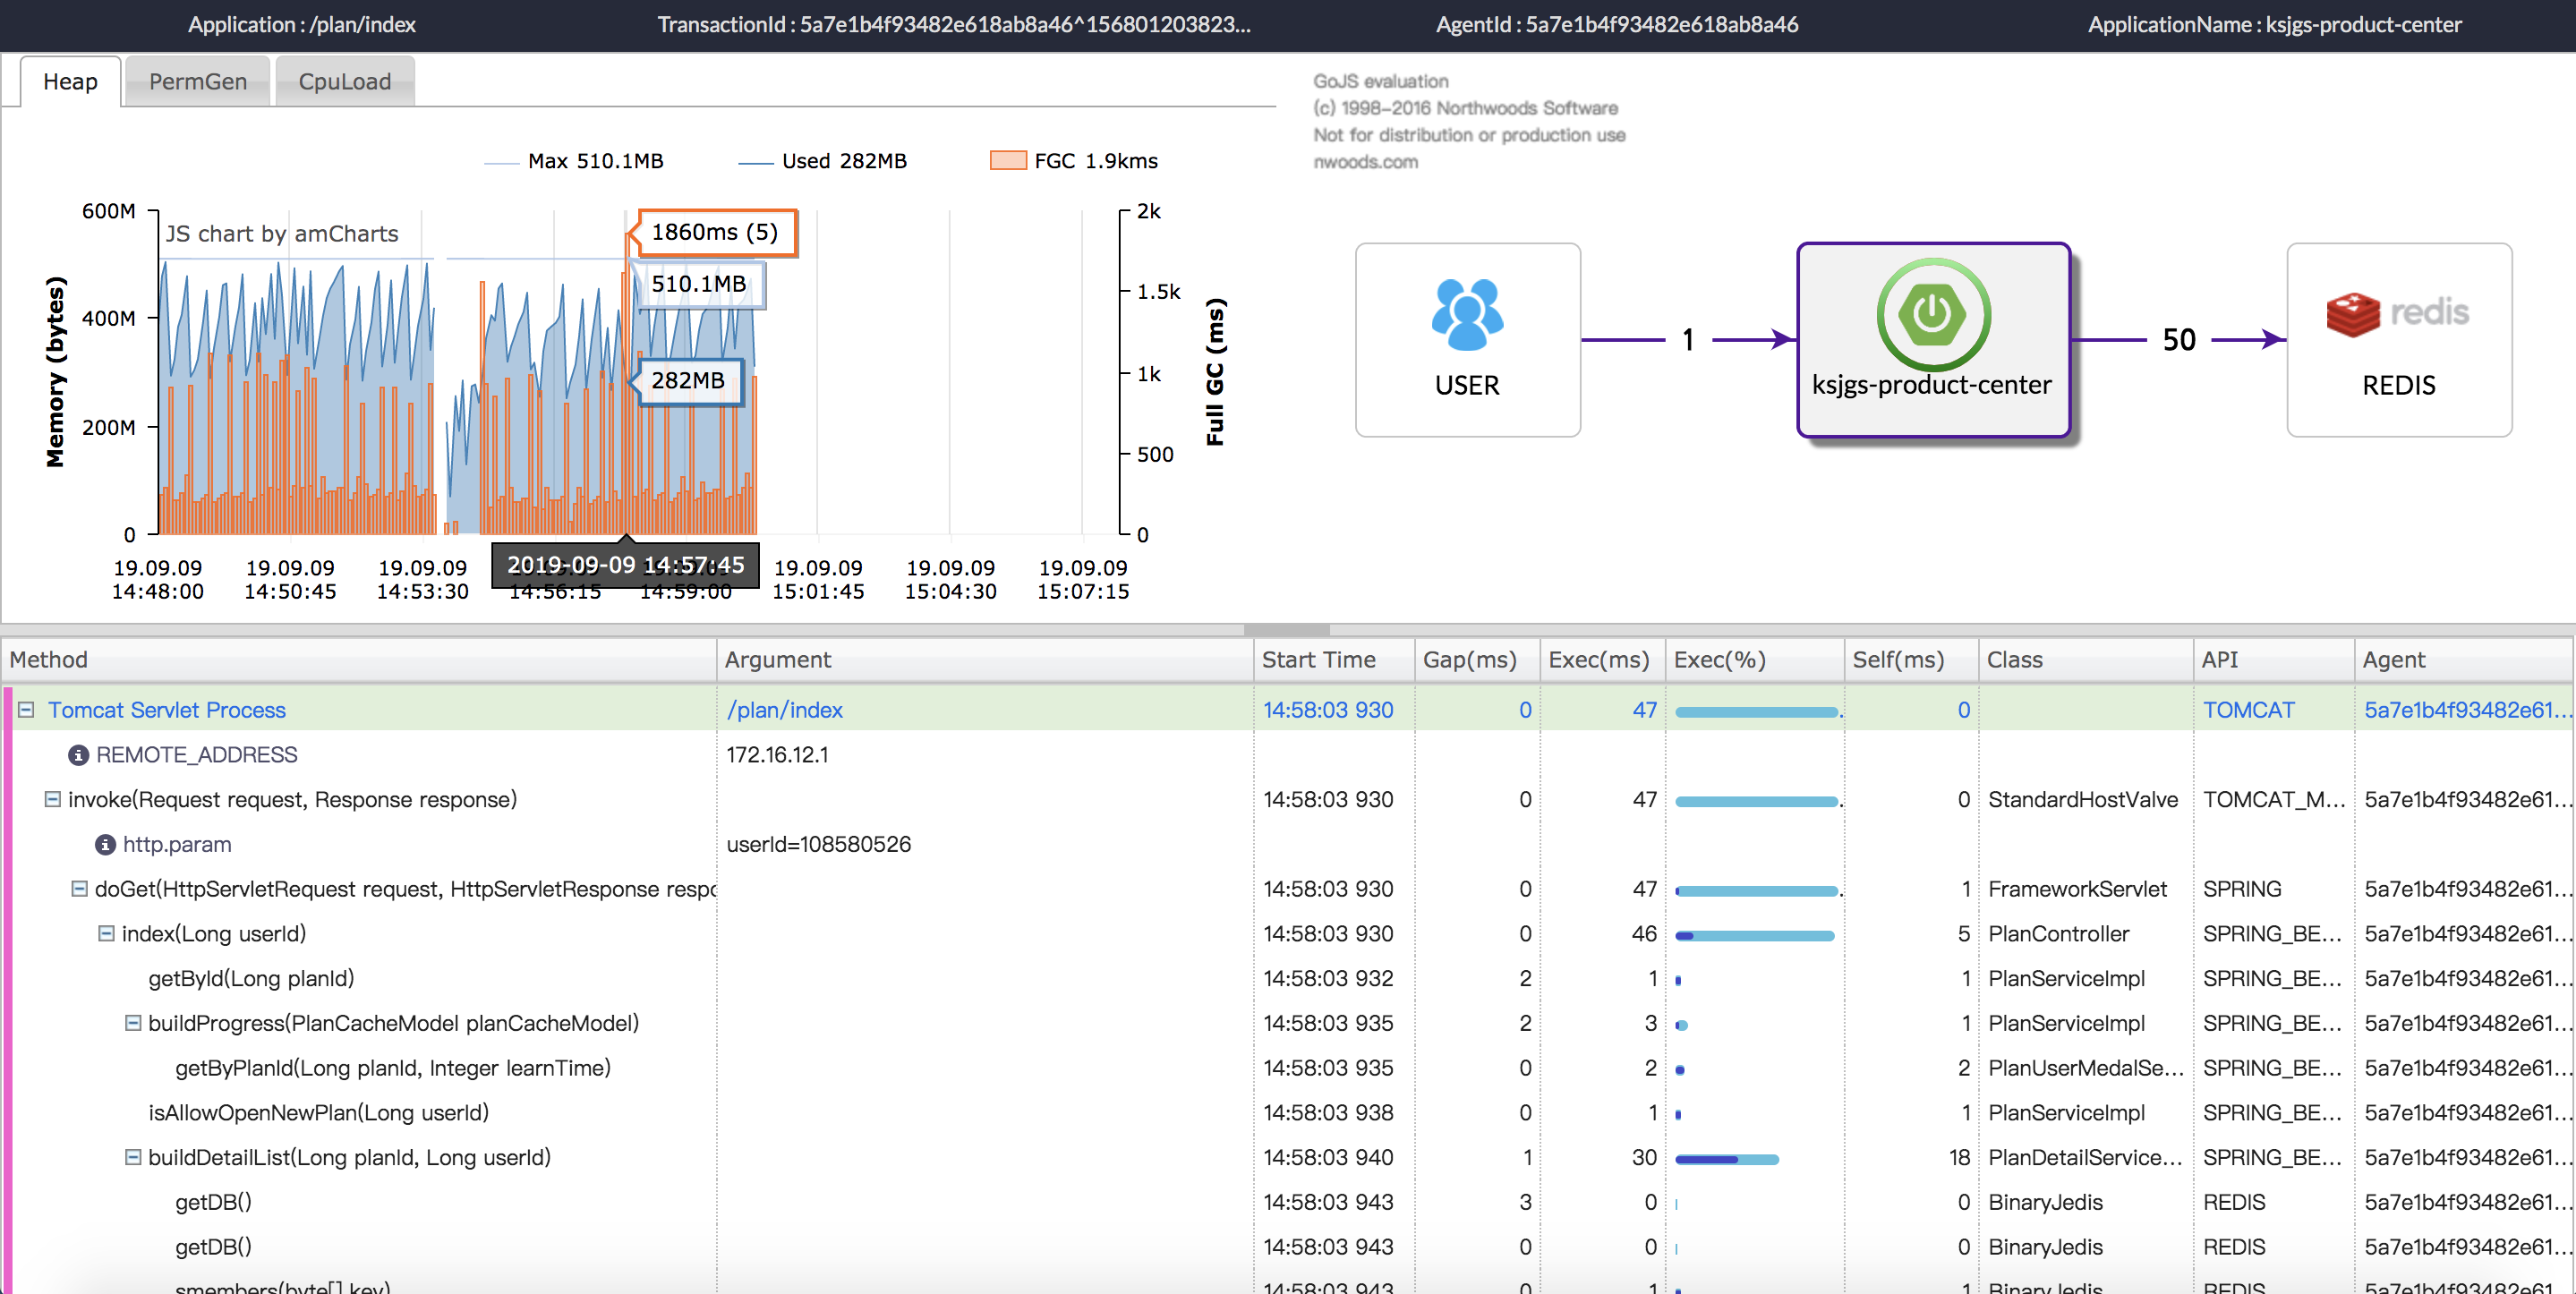 Application : /plan/index
TransactionId : 5a7e1b4f93482e618ab8a46^156801203823...
AgentId : 5a7e1b4f93482e618ab8a46
ApplicationName : ksjgs-product-center
Heap
PermGen
CpuLoad
GoJS evaluation
(c) 1998-2016 Northwoods Software
Not for distribution or production use
nwoods.com
Max 510.1MB
Used 282MB
FGC 1.9kms
JS chart by amCharts
Memory (bytes)
600M
400M
200M
0
1860ms (5)
510.1MB
282MB
2k
1.5k
1k
500
0
Full GC (ms)
2019-09-09 14:57:45
19.09.09
14:48:00
19.09.09
14:50:45
19.09.09
14:53:30
14:56:15
14:59:00
19.09.09
15:01:45
19.09.09
15:04:30
19.09.09
15:07:15
USER
1
ksjgs-product-center
50
redis
REDIS
Method Argument Start Time Gap(ms) Exec(ms) Exec(%) Self(ms) Class API Agent
Tomcat Servlet Process /plan/index 14:58:03 930 0 47 0 TOMCAT 5a7e1b4f93482e61...
REMOTE_ADDRESS 172.16.12.1
invoke(Request request, Response response) 14:58:03 930 0 47 0 StandardHostValve TOMCAT_M... 5a7e1b4f93482e61...
http.param userId=108580526
doGet(HttpServletRequest request, HttpServletResponse respo 14:58:03 930 0 47 1 FrameworkServlet SPRING 5a7e1b4f93482e61...
index(Long userId) 14:58:03 930 0 46 5 PlanController SPRING_BE... 5a7e1b4f93482e61...
getById(Long planId) 14:58:03 932 2 1 1 PlanServiceImpl SPRING_BE... 5a7e1b4f93482e61...
buildProgress(PlanCacheModel planCacheModel) 14:58:03 935 2 3 1 PlanServiceImpl SPRING_BE... 5a7e1b4f93482e61...
getByPlanId(Long planId, Integer learnTime) 14:58:03 935 0 2 2 PlanUserMedalSe... SPRING_BE... 5a7e1b4f93482e61...
isAllowOpenNewPlan(Long userId) 14:58:03 938 0 1 1 PlanServiceImpl SPRING_BE... 5a7e1b4f93482e61...
buildDetailList(Long planId, Long userId) 14:58:03 940 1 30 18 PlanDetailService... SPRING_BE... 5a7e1b4f93482e61...
getDB() 14:58:03 943 3 0 0 BinaryJedis REDIS 5a7e1b4f93482e61...
getDB() 14:58:03 943 0 0 0 BinaryJedis REDIS 5a7e1b4f93482e61...
smembers(byte[] key) 14:58:03 943 0 1 1 BinaryJedis REDIS 5a7e1b4f93482e61...